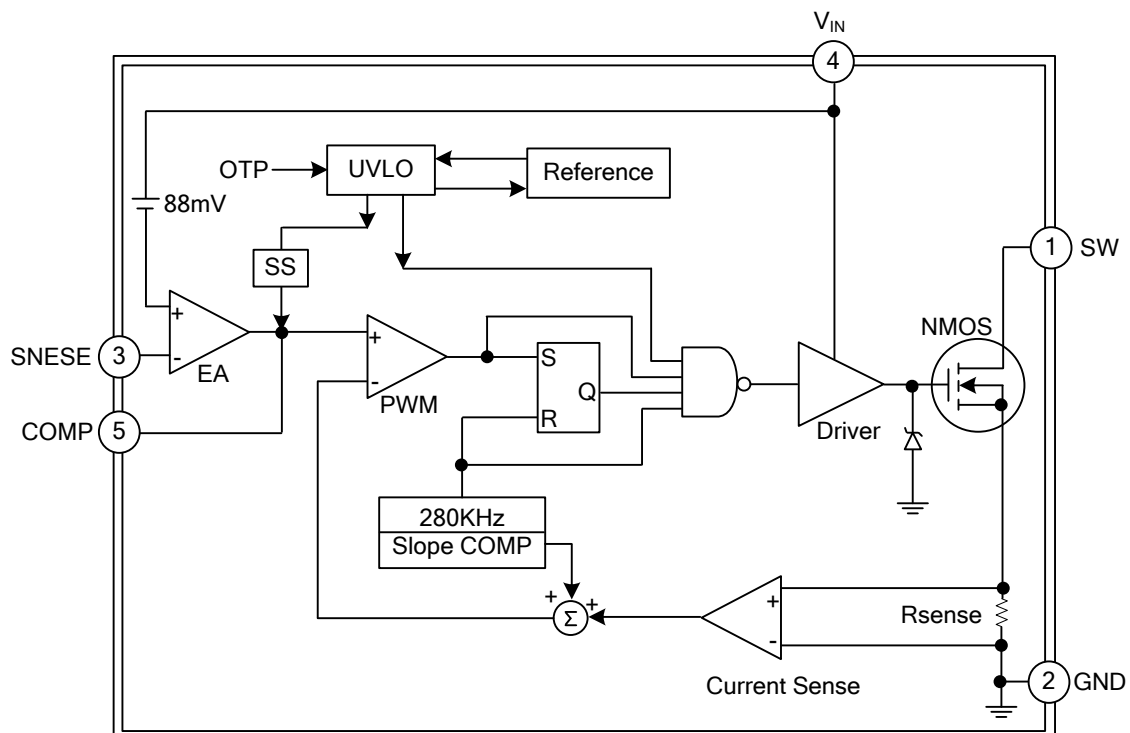 VIN
4
OTP
UVLO
Reference
88mV
SS
1
SW
NMOS
+
-
EA
SNESE
3
COMP
5
+
-
PWM
S
Q
R
Driver
280KHz
Slope COMP
+
+
Σ
+
-
Current Sense
Rsense
2
GND